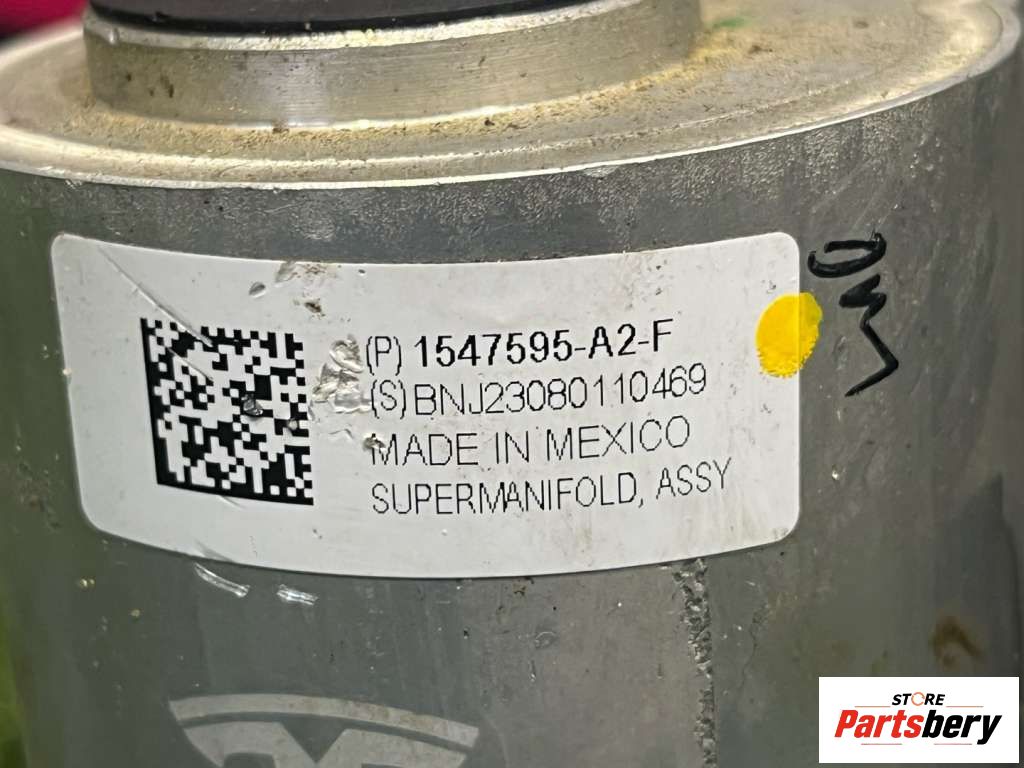 (P) 1547595-A2-F
(S) BNJ23080110469
MADE IN MEXICO
SUPERMANIFOLD, ASSY
STORE
Partsbery